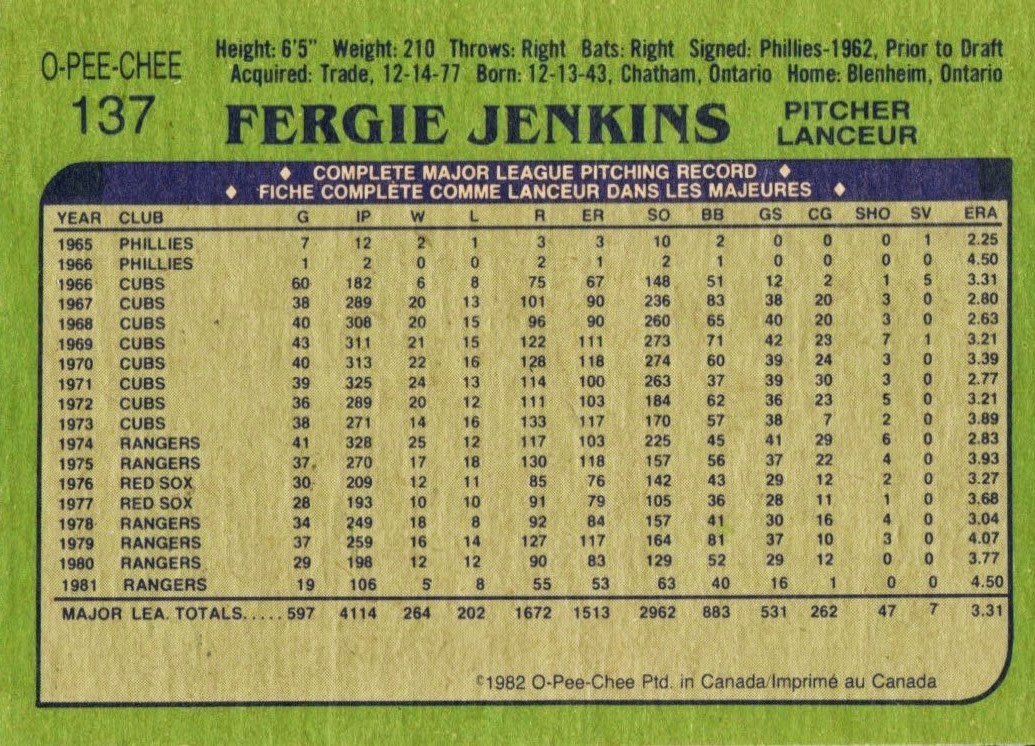 O-PEE-CHEE
137
Height: 6'5" Weight: 210 Throws: Right Bats: Right Signed: Phillies-1962, Prior to Draft
Acquired: Trade, 12-14-77 Born: 12-13-43, Chatham, Ontario Home: Blenheim, Ontario
FERGIE JENKINS
PITCHER
LANCEUR
♦ COMPLETE MAJOR LEAGUE PITCHING RECORD ♦
♦ FICHE COMPLÈTE COMME LANCEUR DANS LES MAJEURES ♦
YEAR CLUB G IP W L R ER SO BB GS CG SHO SV ERA
1965 PHILLIES 7 12 2 1 3 3 10 2 0 0 0 1 2.25
1966 PHILLIES 1 2 0 0 2 1 2 1 0 0 0 0 4.50
1966 CUBS 60 182 6 8 75 67 148 51 12 2 1 5 3.31
1967 CUBS 38 289 20 13 101 90 236 83 38 20 3 0 2.80
1968 CUBS 40 308 20 15 96 90 260 65 40 20 3 0 2.63
1969 CUBS 43 311 21 15 122 111 273 71 42 23 7 1 3.21
1970 CUBS 40 313 22 16 128 118 274 60 39 24 3 0 3.39
1971 CUBS 39 325 24 13 114 100 263 37 39 30 3 0 2.77
1972 CUBS 36 289 20 12 111 103 184 62 36 23 5 0 3.21
1973 CUBS 38 271 14 16 133 117 170 57 38 7 2 0 3.89
1974 RANGERS 41 328 25 12 117 103 225 45 41 29 6 0 2.83
1975 RANGERS 37 270 17 18 130 118 157 56 37 22 4 0 3.93
1976 RED SOX 30 209 12 11 85 76 142 43 29 12 2 0 3.27
1977 RED SOX 28 193 10 10 91 79 105 36 28 11 1 0 3.68
1978 RANGERS 34 249 18 8 92 84 157 41 30 16 4 0 3.04
1979 RANGERS 37 259 16 14 127 117 164 81 37 10 3 0 4.07
1980 RANGERS 29 198 12 12 90 83 129 52 29 12 0 0 3.77
1981 RANGERS 19 106 5 8 55 53 63 40 16 1 0 0 4.50
MAJOR LEA. TOTALS.....597 4114 264 202 1672 1513 2962 883 531 262 47 7 3.31
©1982 O-Pee-Chee Ptd. in Canada/Imprimé au Canada